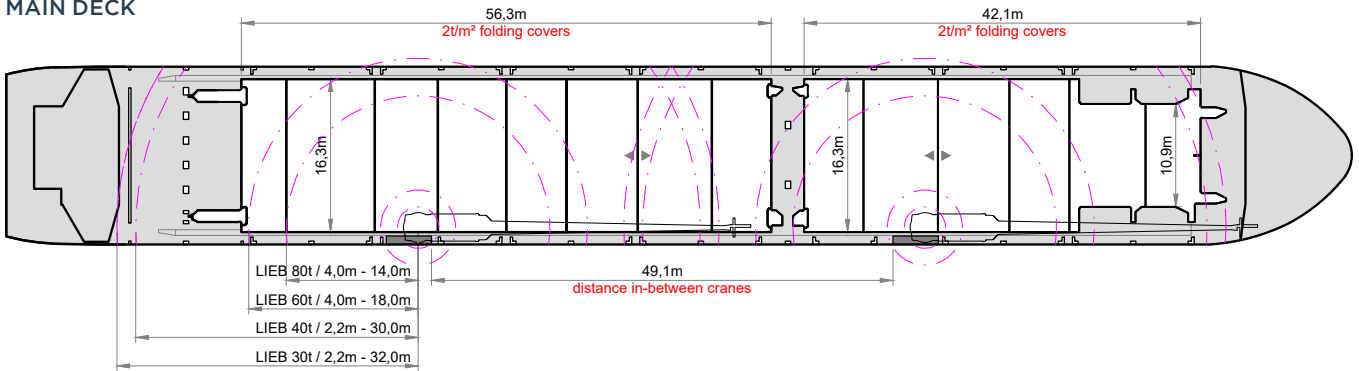 MAIN DECK
56,3m
2t/m² folding covers
42,1m
2t/m² folding covers
16,3m
16,3m
10,9m
LIEB 80t / 4,0m - 14,0m
49,1m
distance in-between cranes
LIEB 60t / 4,0m - 18,0m
LIEB 40t / 2,2m - 30,0m
LIEB 30t / 2,2m - 32,0m